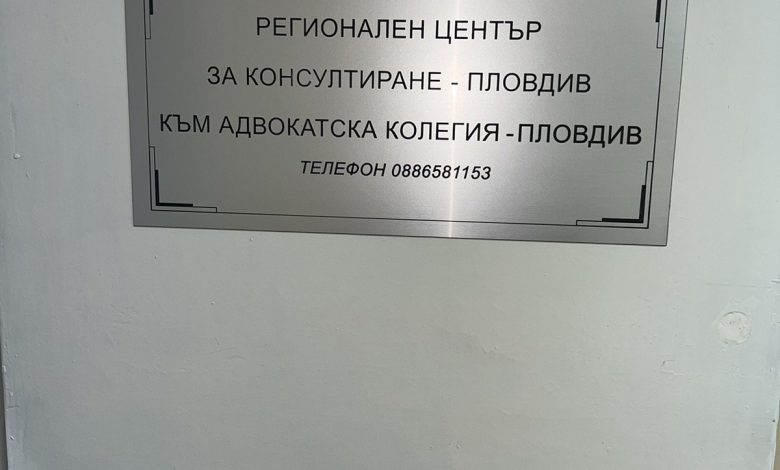 РЕГИОНАЛЕН ЦЕНТЪР
ЗА КОНСУЛТИРАНЕ - ПЛОВДИВ
КЪМ АДВОКАТСКА КОЛЕГИЯ - ПЛОВДИВ
ТЕЛЕФОН 0886581153